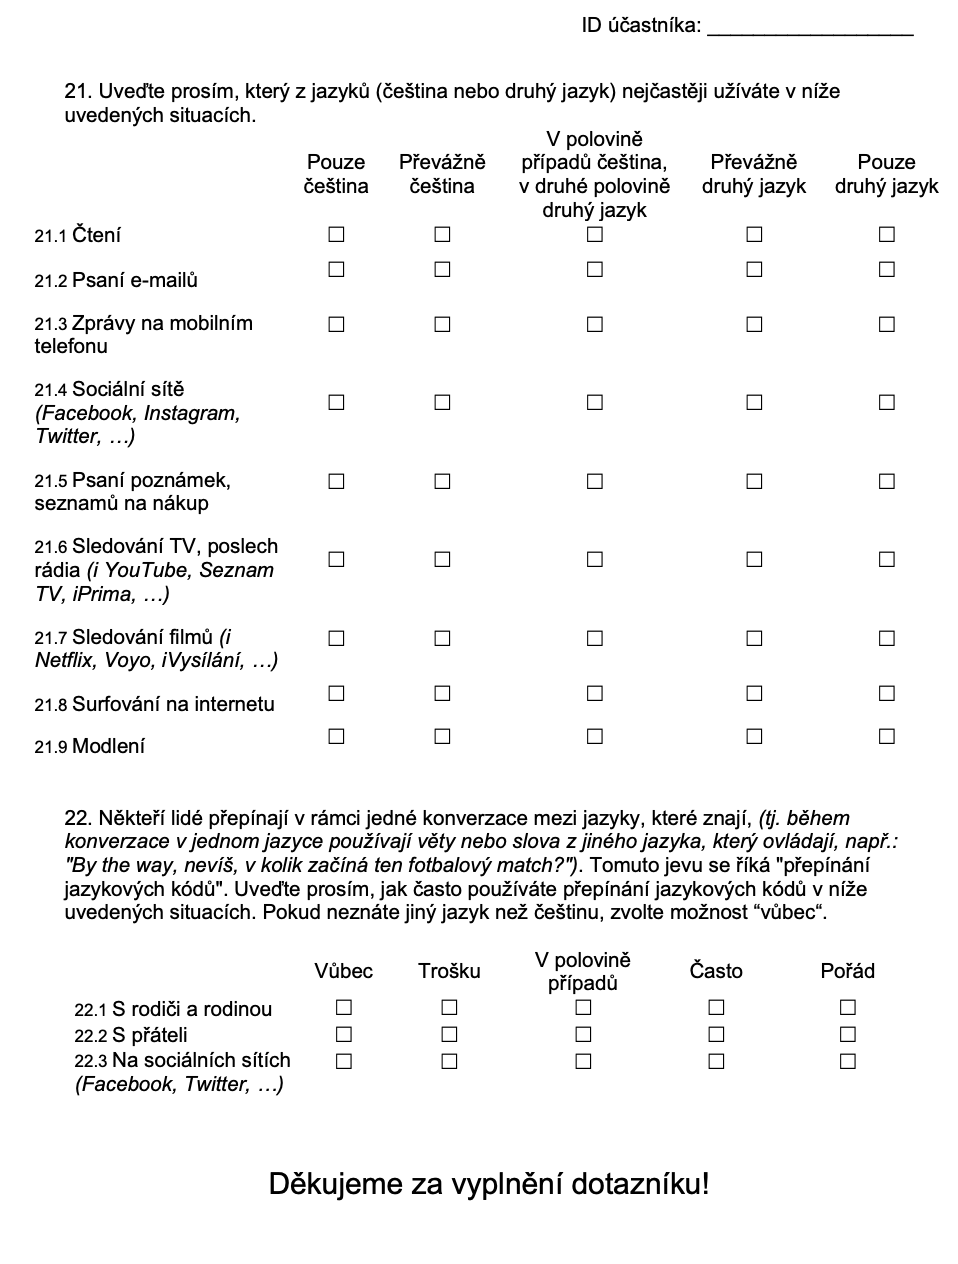 ID účastníka: __________________
21. Uveďte prosím, který z jazyků (čeština nebo druhý jazyk) nejčastěji užíváte v níže
uvedených situacích.
Pouze čeština
Převážně čeština
V polovině případů čeština, v druhé polovině druhý jazyk
Převážně druhý jazyk
Pouze druhý jazyk
21.1 Čtení ☐ ☐ ☐ ☐ ☐
21.2 Psaní e-mailů ☐ ☐ ☐ ☐ ☐
21.3 Zprávy na mobilním ☐ ☐ ☐ ☐ ☐
telefonu
21.4 Sociální sítě
(Facebook, Instagram, ☐ ☐ ☐ ☐ ☐
Twitter, …)
21.5 Psaní poznámek, ☐ ☐ ☐ ☐ ☐
seznamů na nákup
21.6 Sledování TV, poslech
rádia (i YouTube, Seznam ☐ ☐ ☐ ☐ ☐
TV, iPrima, …)
21.7 Sledování filmů (i ☐ ☐ ☐ ☐ ☐
Netflix, Voyo, iVysílání, …)
21.8 Surfování na internetu ☐ ☐ ☐ ☐ ☐
21.9 Modlení ☐ ☐ ☐ ☐ ☐
22. Někteří lidé přepínají v rámci jedné konverzace mezi jazyky, které znají, (tj. během
konverzace v jednom jazyce používají věty nebo slova z jiného jazyka, který ovládají, např.:
"By the way, nevíš, v kolik začíná ten fotbalový match?"). Tomuto jevu se říká "přepínání
jazykových kódů". Uveďte prosím, jak často používáte přepínání jazykových kódů v níže
uvedených situacích. Pokud neznáte jiný jazyk než češtinu, zvolte možnost “vůbec“.
Vůbec
Trošku
V polovině případů
Často
Pořád
22.1 S rodiči a rodinou ☐ ☐ ☐ ☐ ☐
22.2 S přáteli ☐ ☐ ☐ ☐ ☐
22.3 Na sociálních sítích ☐ ☐ ☐ ☐ ☐
(Facebook, Twitter, …)
Děkujeme za vyplnění dotazníku!